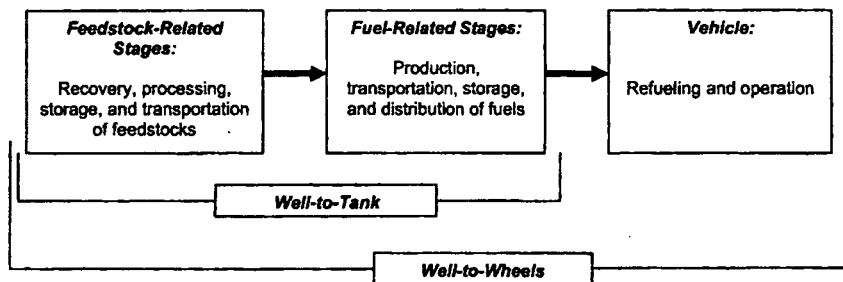 Feedstock-Related
Stages:
Recovery, processing,
storage, and transportation
of feedstocks
Fuel-Related Stages:
Production,
transportation, storage,
and distribution of fuels
Vehicle:
Refueling and operation
Well-to-Tank
Well-to-Wheels